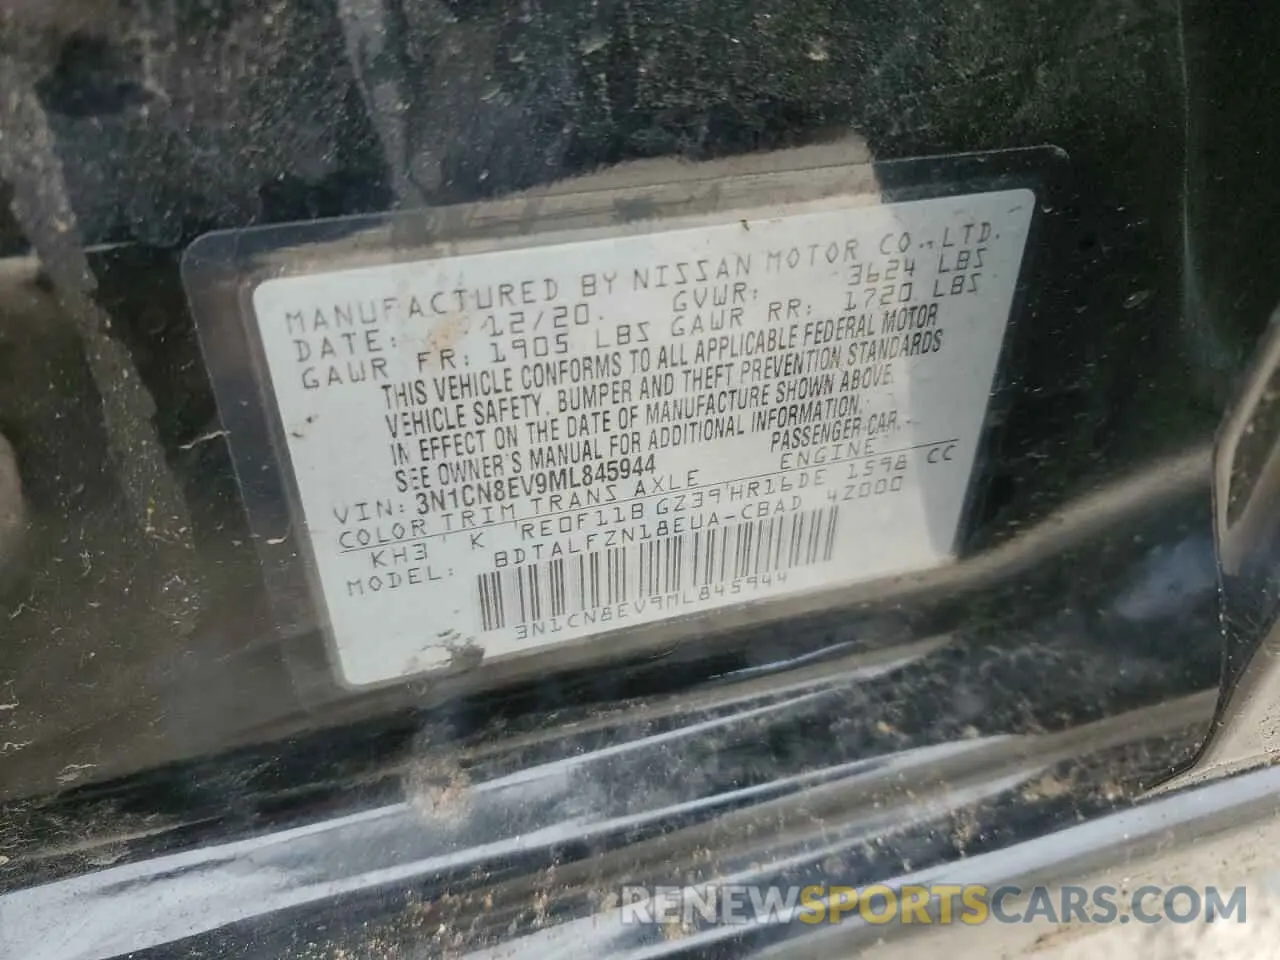 MANUFACTURED BY NISSAN MOTOR CO.,LTD.
DATE: 12/20. GVWR: 3624 LBS
GAWR FR: 1905 LBS GAWR RR: 1720 LBS
THIS VEHICLE CONFORMS TO ALL APPLICABLE FEDERAL MOTOR
VEHICLE SAFETY, BUMPER AND THEFT PREVENTION STANDARDS
IN EFFECT ON THE DATE OF MANUFACTURE SHOWN ABOVE.
SEE OWNER'S MANUAL FOR ADDITIONAL INFORMATION.
VIN: 3N1CN8EV9ML845944 PASSENGER CAR.
COLOR TRIM TRANS AXLE ENGINE
KH3 K RE0F11B GZ39 HR16DE 1598 CC
MODEL: BDTALFZN18EUA-CBAD 4Z000
3N1CN8EV9ML845944
RENEWSPORTSCARS.COM